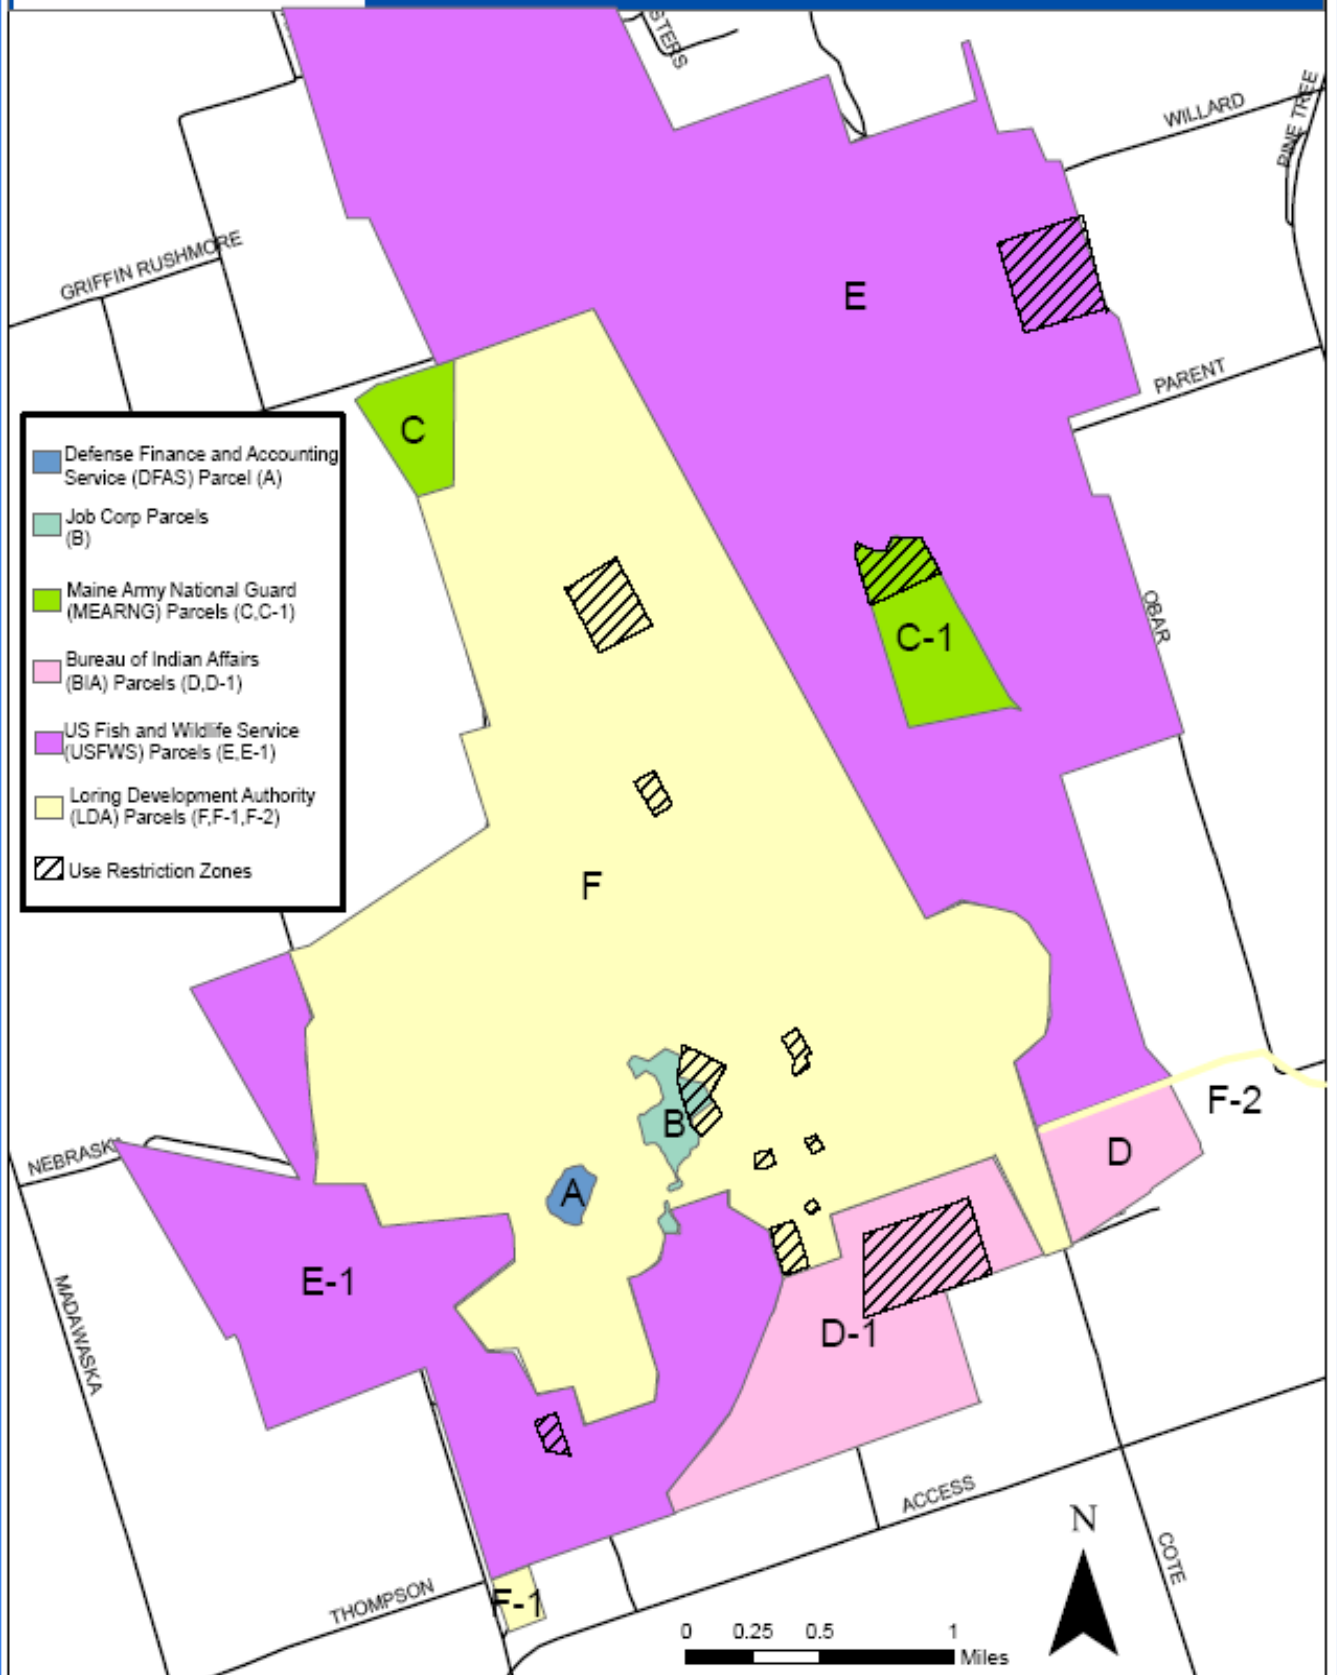 STERS
WILLARD
PINE TREE
GRIFFIN RUSHMORE
E
PARENT
C
Defense Finance and Accounting
Service (DFAS) Parcel (A)
Job Corp Parcels
(B)
Maine Army National Guard
(MEARNG) Parcels (C,C-1)
Bureau of Indian Affairs
(BIA) Parcels (D,D-1)
US Fish and Wildlife Service
(USFWS) Parcels (E,E-1)
Loring Development Authority
(LDA) Parcels (F,F-1,F-2)
Use Restriction Zones
C-1
OBAR
F
F-2
B
NEBRASKA
D
A
E-1
D-1
MADAWASKA
ACCESS
N
COTE
THOMPSON
F-1
0 0.25 0.5 1
Miles